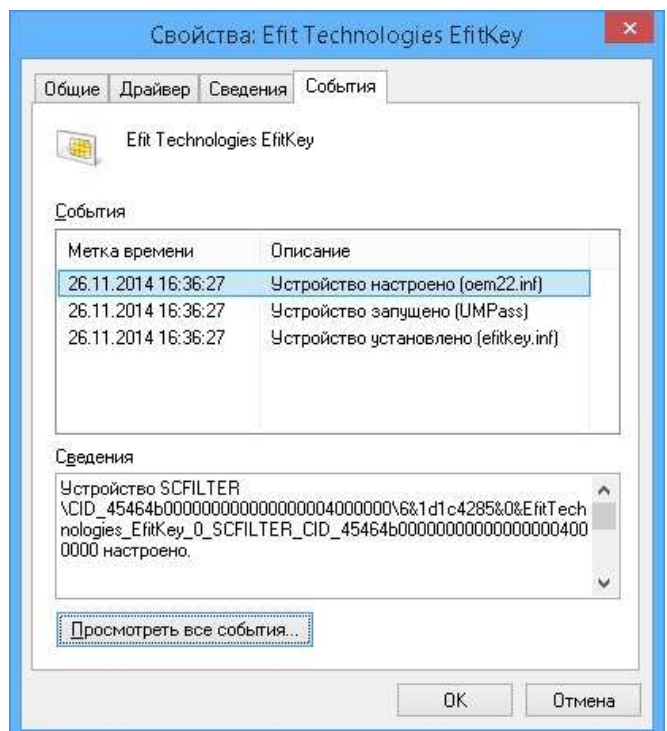 Свойства: Efit Technologies EfitKey
Общие Драйвер Сведения События
Efit Technologies EfitKey
События
Метка времени Описание
26.11.2014 16:36:27 Устройство настроено (oem22.inf)
26.11.2014 16:36:27 Устройство запущено (UMPass)
26.11.2014 16:36:27 Устройство установлено (efitkey.inf)
Сведения
Устройство SCFILTER
\CID_45464b0000000000000004000000\6&1d1c4285&0&EfitTech
nologies_EfitKey_0_SCFILTER_CID_45464b000000000000000400
0000 настроено.
Просмотреть все события...
OK Отмена